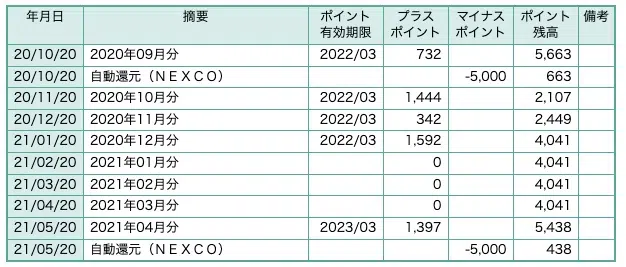 年月日 摘要 ポイント有効期限 プラスポイント マイナスポイント ポイント残高 備考
20/10/20 2020年09月分 2022/03 732 5,663
20/10/20 自動還元（ＮＥＸＣＯ） -5,000 663
20/11/20 2020年10月分 2022/03 1,444 2,107
20/12/20 2020年11月分 2022/03 342 2,449
21/01/20 2020年12月分 2022/03 1,592 4,041
21/02/20 2021年01月分 0 4,041
21/03/20 2021年02月分 0 4,041
21/04/20 2021年03月分 0 4,041
21/05/20 2021年04月分 2023/03 1,397 5,438
21/05/20 自動還元（ＮＥＸＣＯ） -5,000 438